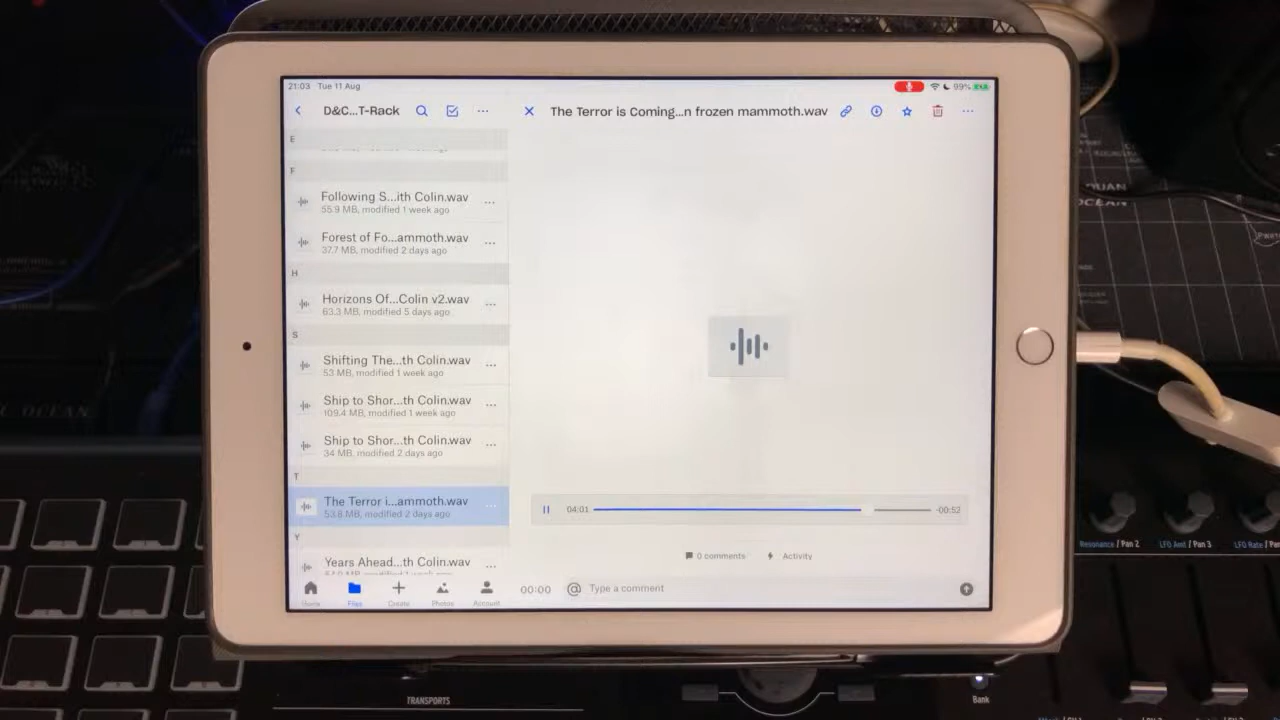 21:03 Tue 11 Aug
99%
D&C...T-Rack
The Terror is Coming...n frozen mammoth.wav
E
F
Following S...ith Colin.wav
55.9 MB, modified 1 week ago
Forest of Fo...ammoth.wav
37.7 MB, modified 2 days ago
H
Horizons Of...Colin v2.wav
63.3 MB, modified 5 days ago
S
Shifting The...th Colin.wav
53 MB, modified 1 week ago
Ship to Shor...th Colin.wav
109.4 MB, modified 1 week ago
Ship to Shor...th Colin.wav
34 MB, modified 2 days ago
T
The Terror i...ammoth.wav
53.8 MB, modified 2 days ago
Y
Years Ahead...th Colin.wav
Home
Files
Create
Photos
Account
04:01
-00:52
0 comments
Activity
00:00
@ Type a comment
QUAN
OCEAN
OCEAN
Resonance / Pan 2
LFO Amt / Pan 3
LFO Rate / Pan
TRANSPORTS
Bank